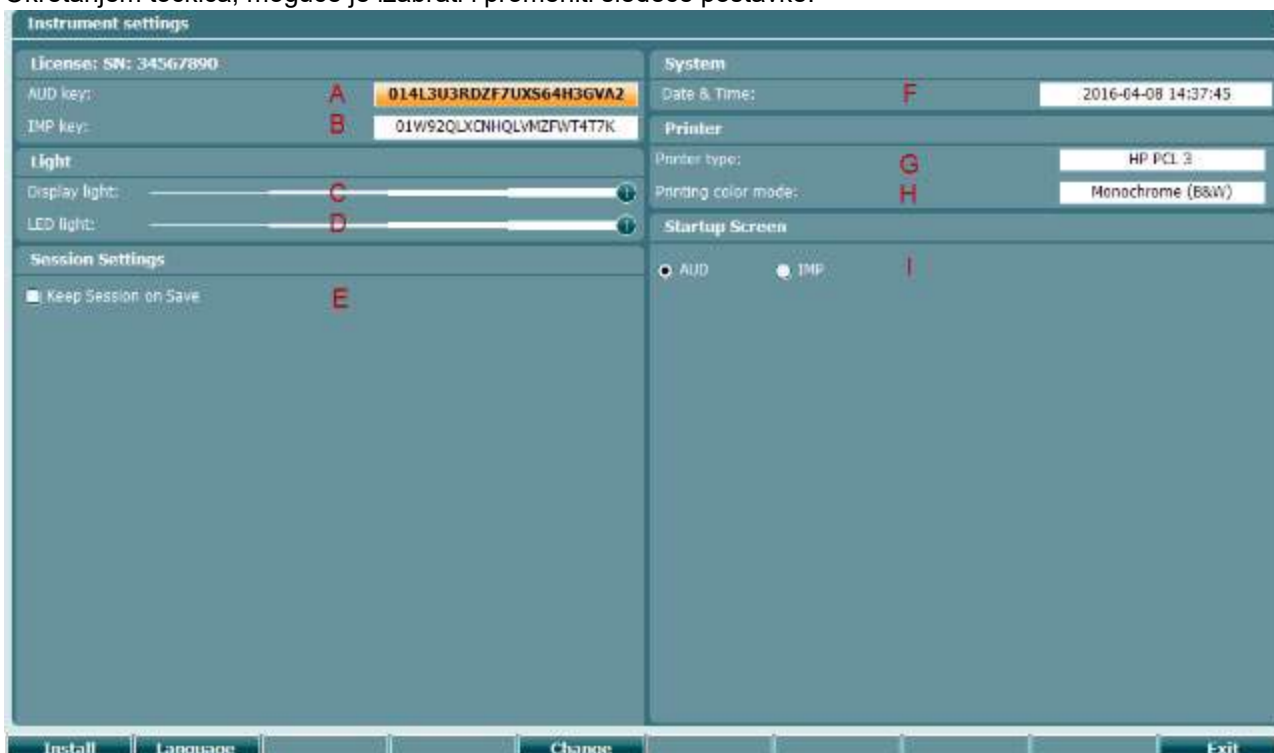 Okretanjem točkića, moguće je izabrati i promeniti sledeće postavke:
Instrument settings
License: SN: 34567890
AUD key: A 014L3U3RDZF7UXS64H3GVA2
IMP key: B 01W92QLXCNHQLVMZFWT4T7K
Light
Display light: C
LED light: D
Session Settings
Keep Session on Save E
System
Date & Time: F 2016-04-08 14:37:45
Printer
Printer type: G HP PCL 3
Printing color mode: H Monochrome (B&W)
Startup Screen
AUD IMP I
Install Language Change Exit